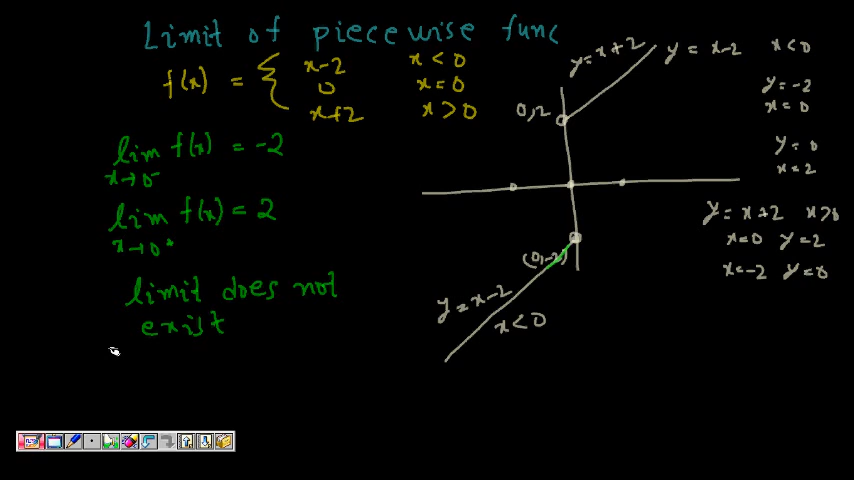 Limit of piecewise func
f(x) = { x-2 x < 0
0 x = 0
x+2 x > 0
lim f(x) = -2
x→0⁻
lim f(x) = 2
x→0⁺
limit does not
exist
y = x+2
0,2
(0,-2)
y = x-2
x < 0
y = x-2 x < 0
y = -2
x = 0
y = 0
x = 2
y = x+2 x > 0
x = 0 y = 2
x = -2 y = 0